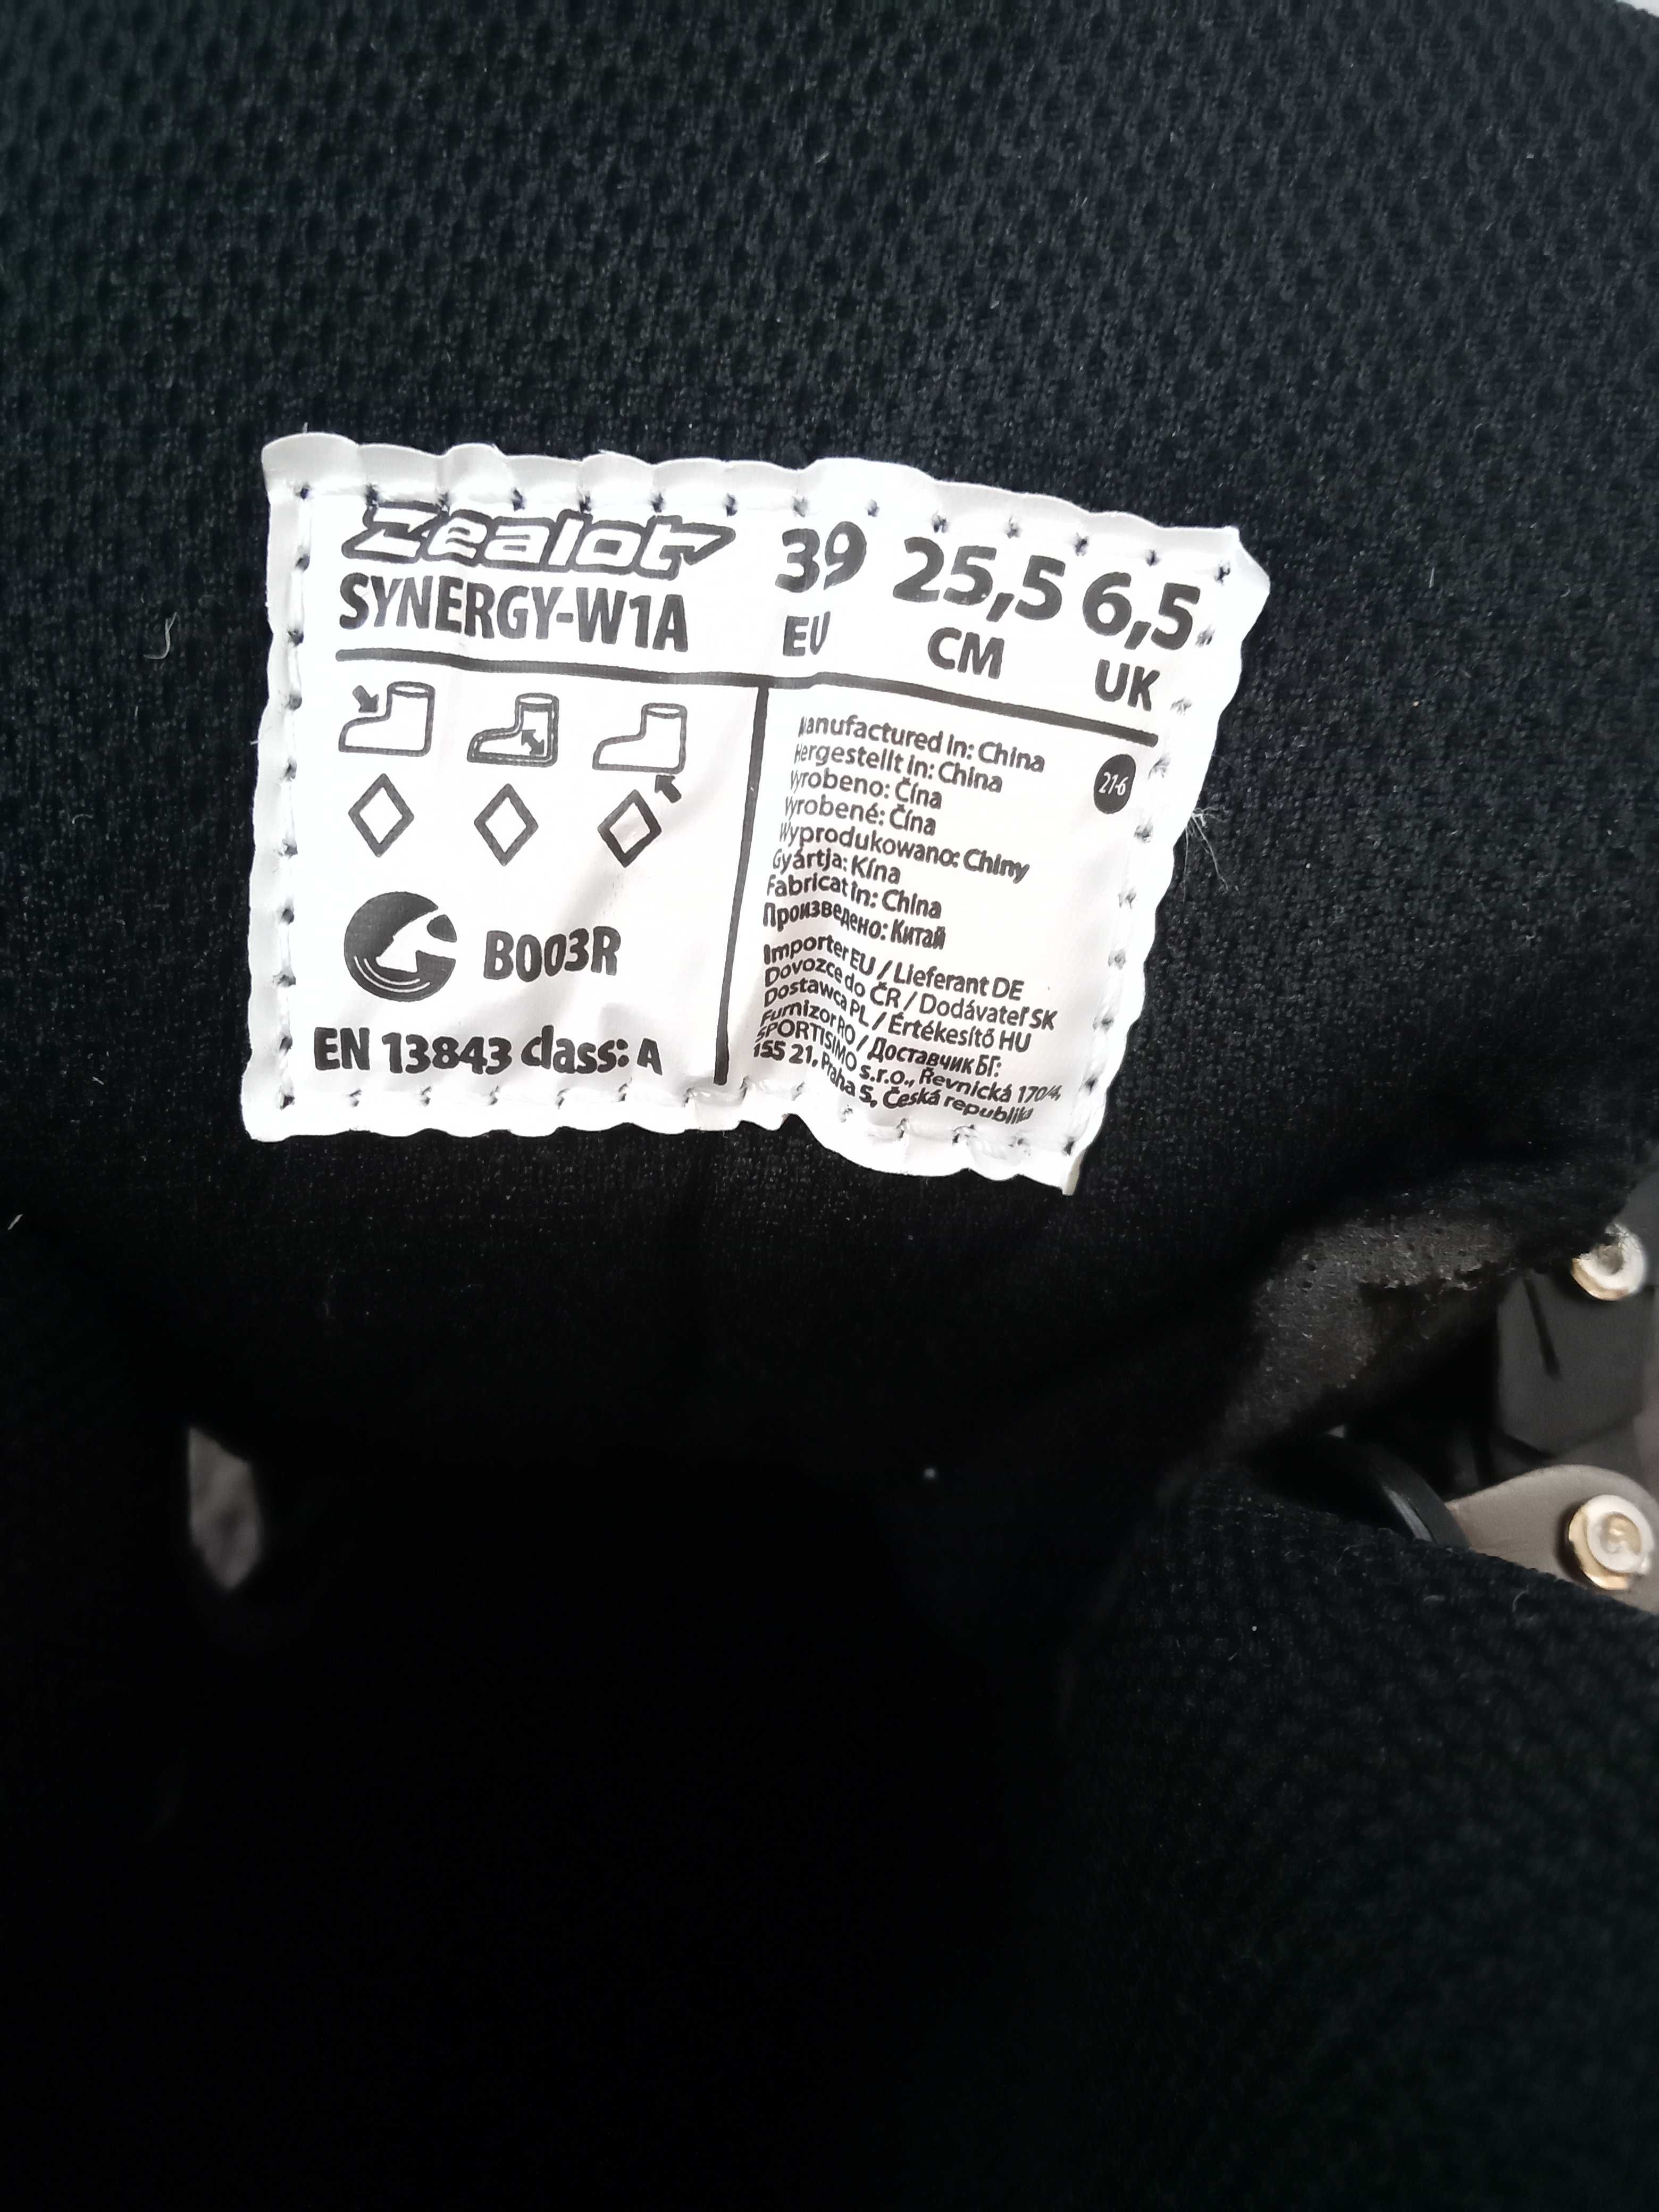 Zealot 39 25,5 6,5
SYNERGY-W1A EU CM UK
Manufactured in: China
Hergestellt in: China
21-6
Vyrobeno: Čína
Vyrobené: Čína
Wyprodukowano: Chiny
Gyártja: Kína
Fabricat in: China
Произведено: Китай
B003R
Importer EU / Lieferant DE
Dovozce do ČR / Dodávateľ SK
Dostawca PL / Értékesítő HU
Furnizor RO / Доставчик БГ:
SPORTISIMO s.r.o., Řevnická 170/4,
155 21, Praha 5, Česká republika
EN 13843 class: A